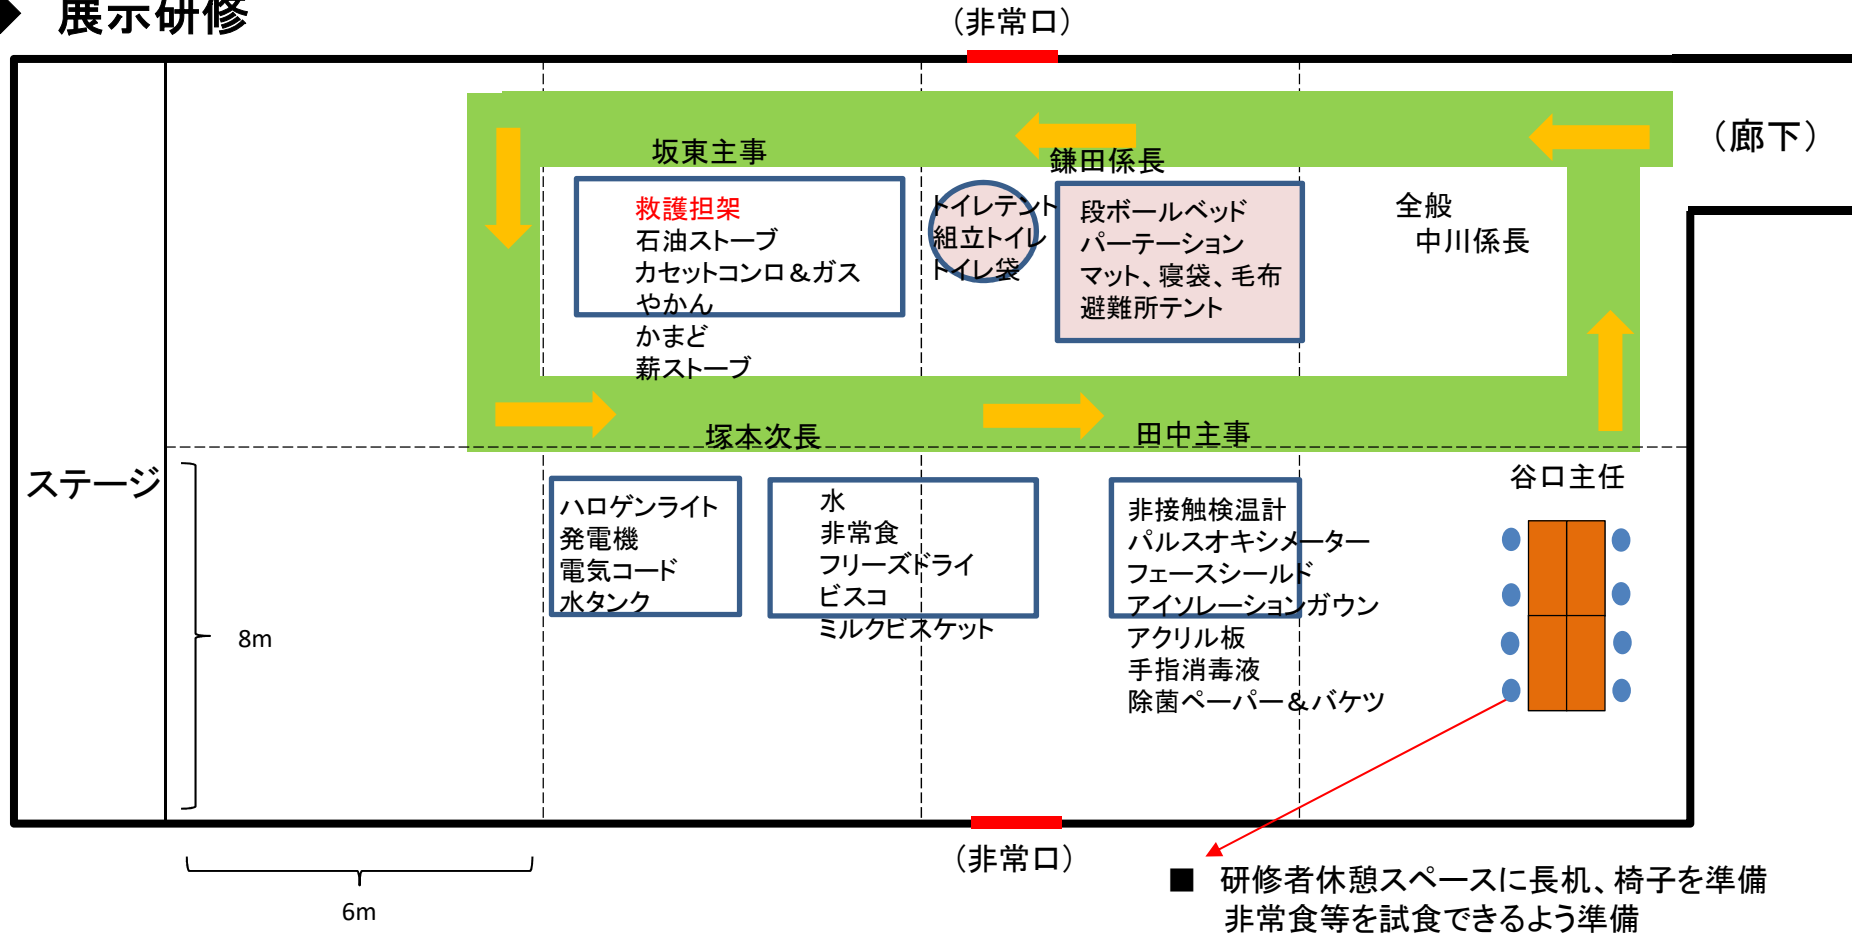 展示研修
（非常口）
（廊下）
坂東主事
鎌田係長
救護担架
石油ストーブ
カセットコンロ＆ガス
やかん
かまど
薪ストーブ
トイレテント
組立トイレ
トイレ袋
段ボールベッド
パーテーション
マット、寝袋、毛布
避難所テント
全般
中川係長
塚本次長
田中主事
ステージ
谷口主任
ハロゲンライト
発電機
電気コード
水タンク
水
非常食
フリーズドライ
ビスコ
ミルクビスケット
非接触検温計
パルスオキシメーター
フェースシールド
アイソレーションガウン
アクリル板
手指消毒液
除菌ペーパー＆バケツ
8m
6m
（非常口）
■ 研修者休憩スペースに長机、椅子を準備
非常食等を試食できるよう準備